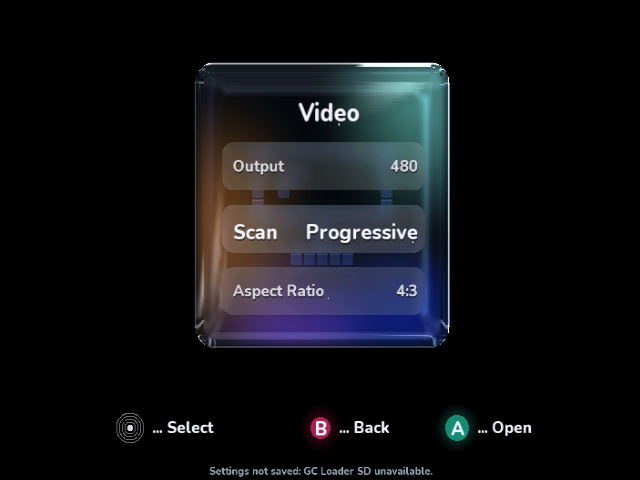 Video
Output 480
Scan Progressive
Aspect Ratio 4:3
... Select B ... Back A ... Open
Settings not saved: GC Loader SD unavailable.